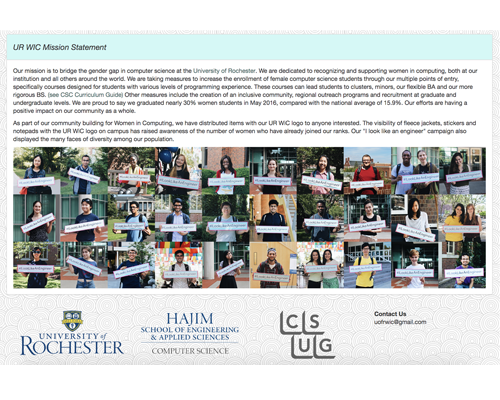 UR WIC Mission Statement
Our mission is to bridge the gender gap in computer science at the University of Rochester. We are dedicated to recognizing and supporting women in computing, both at our
institution and all others around the world. We are taking measures to increase the enrollment of female computer science students through our multiple points of entry,
specifically courses designed for students with various levels of programming experience. These courses can lead students to clusters, minors, our flexible BA and our more
rigorous BS. (see CSC Curriculum Guide) Other measures include the creation of an inclusive community, regional outreach programs and recruitment at graduate and
undergraduate levels. We are proud to say we graduated nearly 30% women students in May 2016, compared with the national average of 15.9%. Our efforts are having a
positive impact on our community as a whole.
As part of our community building for Women in Computing, we have distributed items with our UR WiC logo to anyone interested. The visibility of fleece jackets, stickers and
notepads with the UR WiC logo on campus has raised awareness of the number of women who have already joined our ranks. Our "I look like an engineer" campaign also
displayed the many faces of diversity among our population.
UNIVERSITY of
ROCHESTER
HAJIM
SCHOOL OF ENGINEERING
& APPLIED SCIENCES
COMPUTER SCIENCE
CS
UG
Contact Us
uofrwic@gmail.com